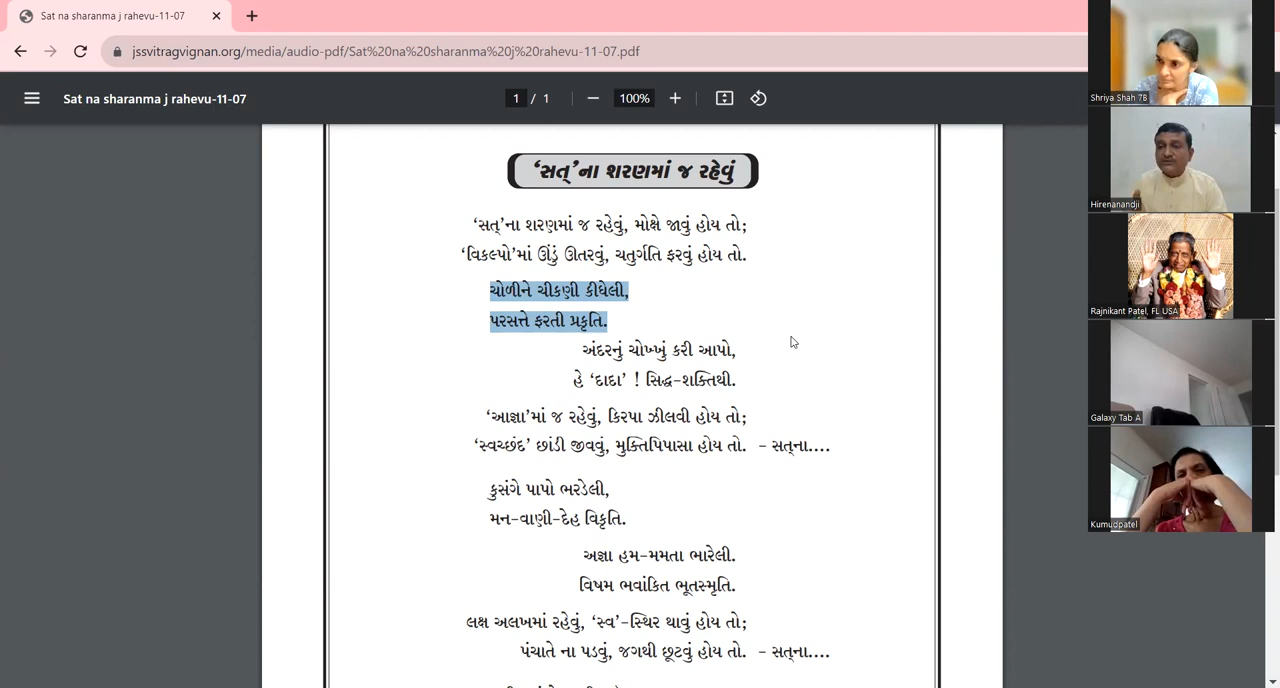 Sat na sharanma j rahevu-11-07
jssvitragvignan.org/media/audio-pdf/Sat%20na%20sharanma%20j%20rahevu-11-07.pdf
Sat na sharanma j rahevu-11-07
1 / 1
100%
‘સત્’ના શરણમાં જ રહેવું
‘સત્’ના શરણમાં જ રહેવું, મોક્ષે જાવું હોય તો;
‘વિકલ્પો’માં ઊંડું ઊતરવું, ચતુર્ગતિ ફરવું હોય તો.
ચોળીને ચીકણી કીધેલી,
પરસત્તે ફરતી પ્રકૃતિ.
અંદરનું ચોખ્ખું કરી આપો,
હે ‘દાદા’ ! સિદ્ધ-શક્તિથી.
‘આજ્ઞા’માં જ રહેવું, કિરપા ઝીલવી હોય તો;
‘સ્વચ્છંદ’ છાંડી જીવવું, મુક્તિપિપાસા હોય તો. - સત્ના....
કુસંગે પાપો ભરડેલી,
મન-વાણી-દેહ વિકૃતિ.
અજ્ઞા હમ-મમતા ભારેલી.
વિષમ ભવાંકિત ભૂતસ્મૃતિ.
લક્ષ અલખમાં રહેવું, ‘સ્વ’-સ્થિર થાવું હોય તો;
પંચાતે ના પડવું, જગથી છૂટવું હોય તો. - સત્ના....
Shriya Shah 7B
Hirenanandji
Rajnikant Patel, FL USA
Galaxy Tab A
Kumudpatel